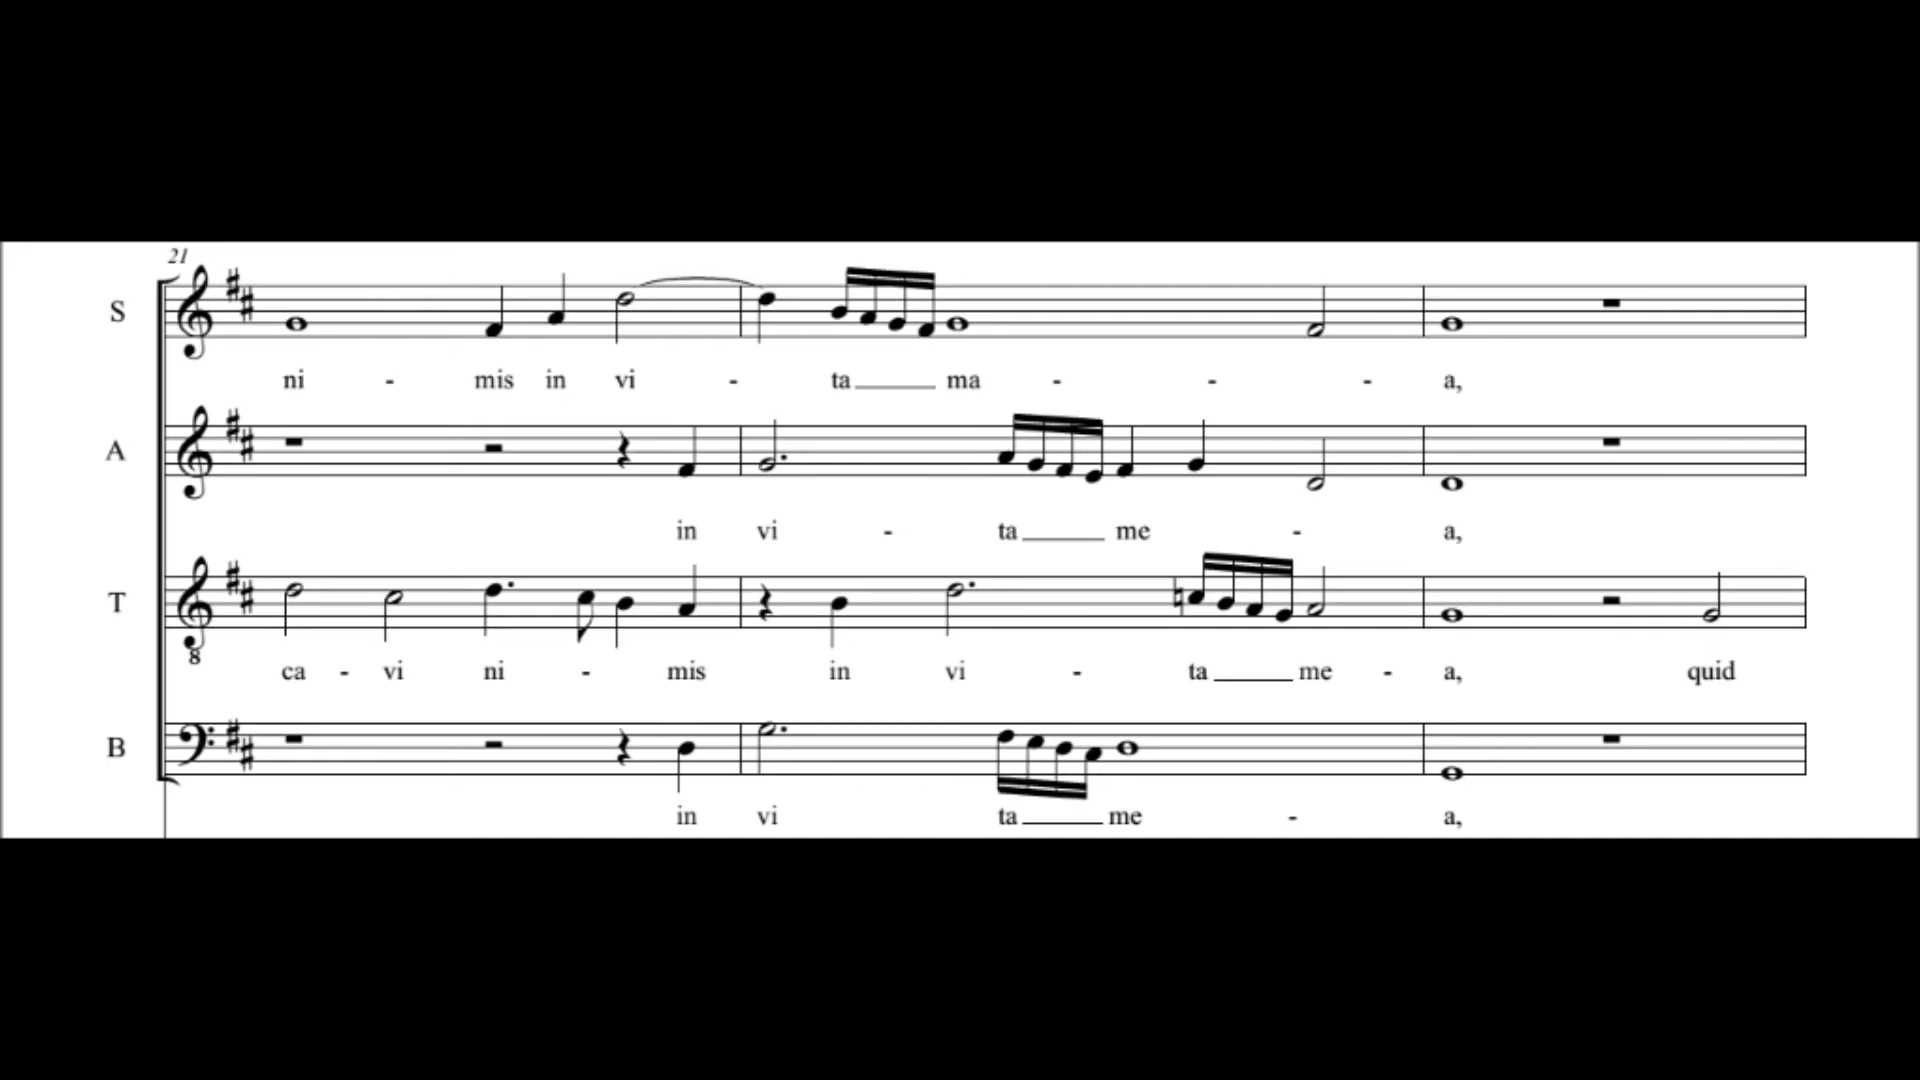 21
S
ni - mis in vi - ta ma - - - a,
A
in vi - ta me - a,
T
8
ca - vi ni - mis in vi - ta me - a, quid
B
in vi ta me - a,